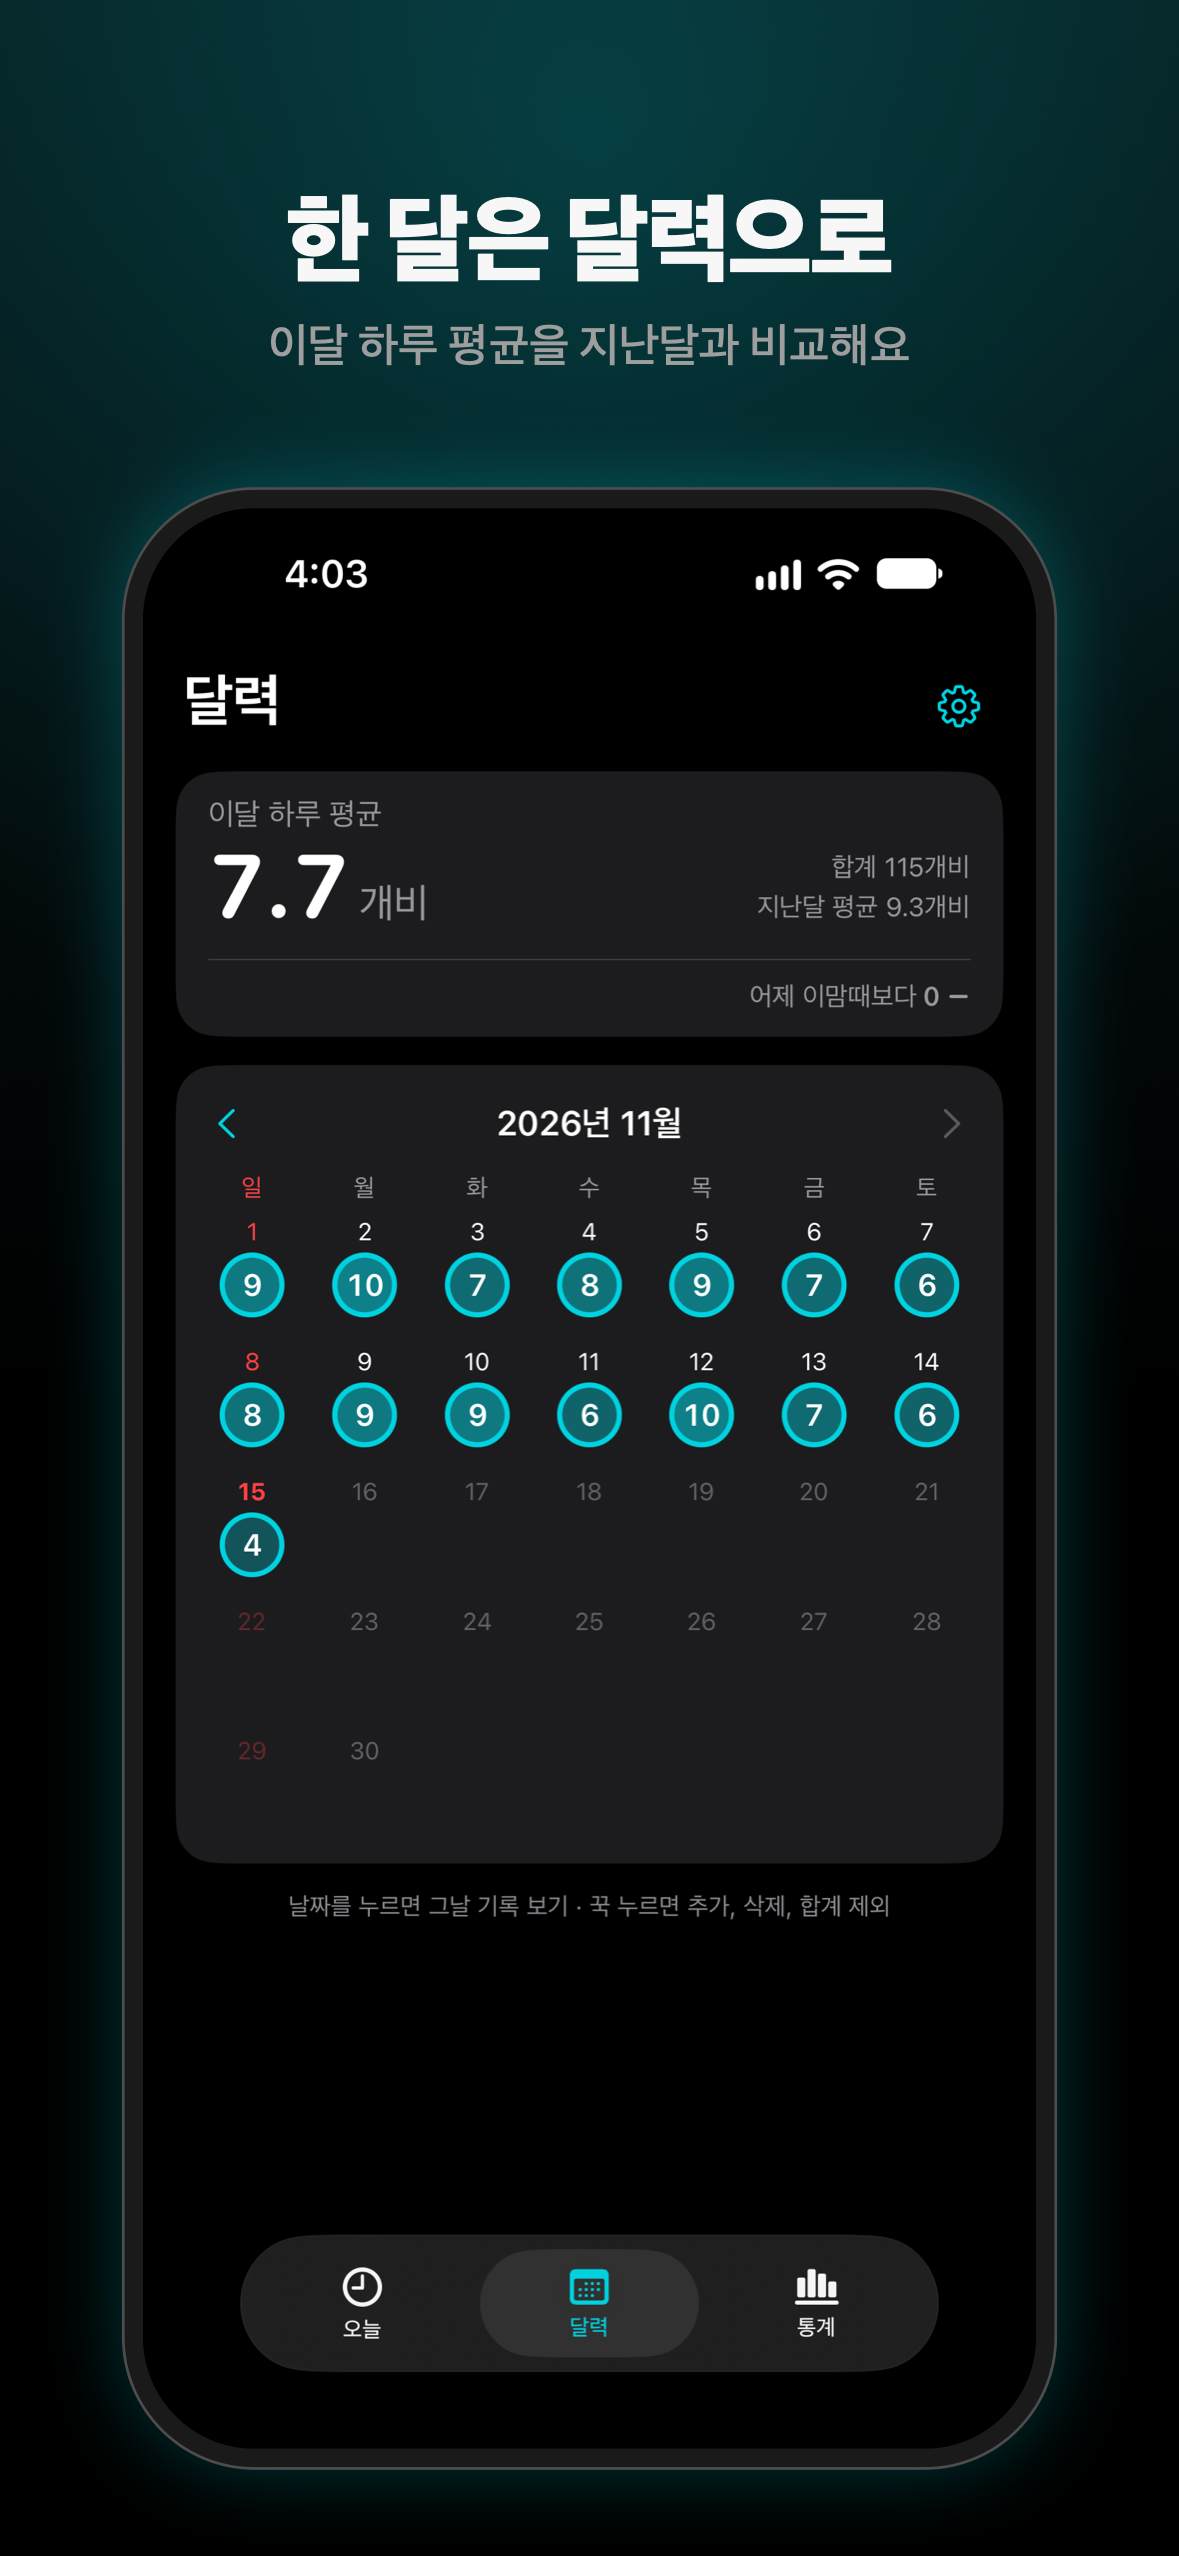 한 달은 달력으로
이달 하루 평균을 지난달과 비교해요
4:03
달력
이달 하루 평균
7.7 개비
합계 115개비
지난달 평균 9.3개비
어제 이맘때보다 0 –
2026년 11월
일 월 화 수 목 금 토
1 2 3 4 5 6 7
9 10 7 8 9 7 6
8 9 10 11 12 13 14
8 9 9 6 10 7 6
15 16 17 18 19 20 21
4
22 23 24 25 26 27 28
29 30
날짜를 누르면 그날 기록 보기 · 꾹 누르면 추가, 삭제, 합계 제외
오늘 달력 통계